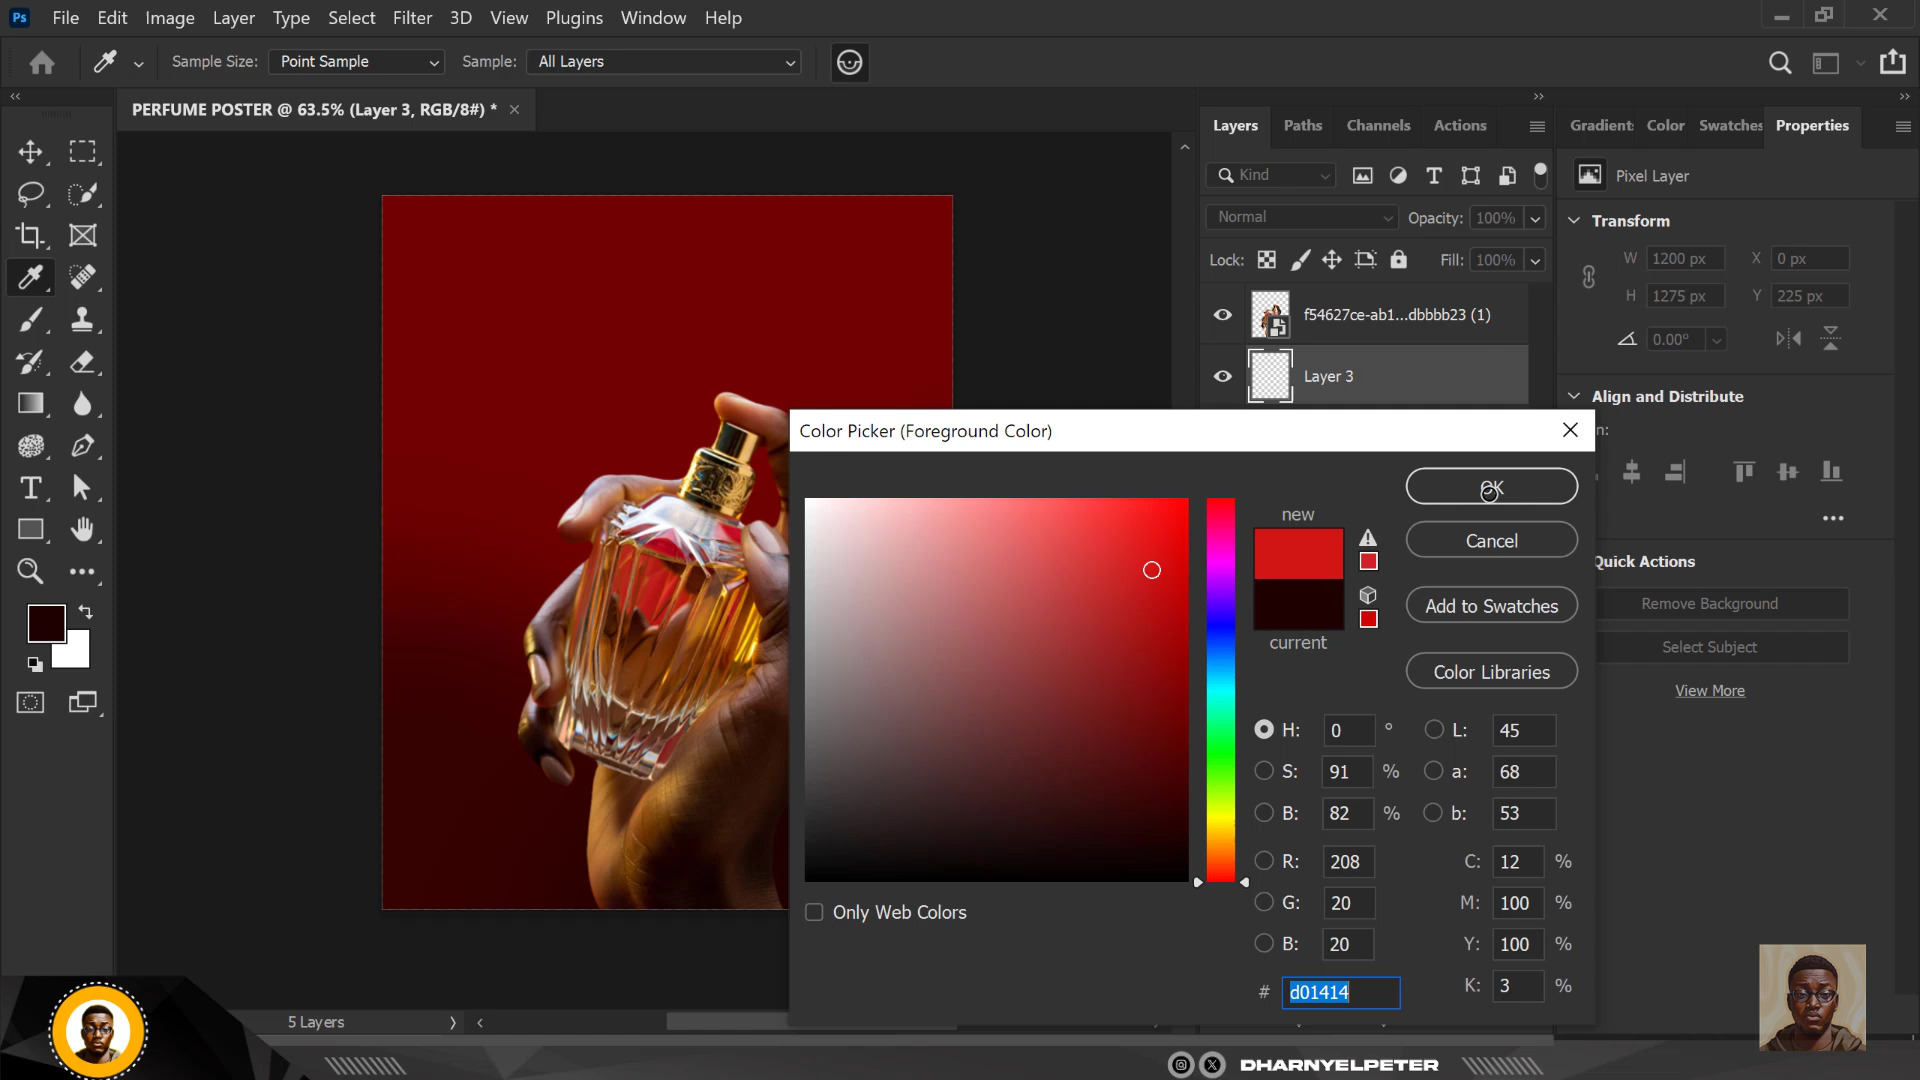 Ps File Edit Image Layer Type Select Filter 3D View Plugins Window Help
Sample Size: Point Sample Sample: All Layers
PERFUME POSTER @ 63.5% (Layer 3, RGB/8#) *
Layers Paths Channels Actions
Gradient: Color Swatches Properties
Kind
Pixel Layer
Normal Opacity: 100%
Transform
Lock: Fill: 100%
W 1200 px X 0 px
H 1275 px Y 225 px
0.00°
f54627ce-ab1...dbbbb23 (1)
Layer 3
Align and Distribute
n:
Color Picker (Foreground Color)
OK
new
Cancel
Add to Swatches
current
Color Libraries
Quick Actions
Remove Background
Select Subject
View More
H: 0 ° L: 45
S: 91 % a: 68
B: 82 % b: 53
R: 208 C: 12 %
G: 20 M: 100 %
B: 20 Y: 100 %
# d01414 K: 3 %
Only Web Colors
5 Layers
DHARNYELPETER